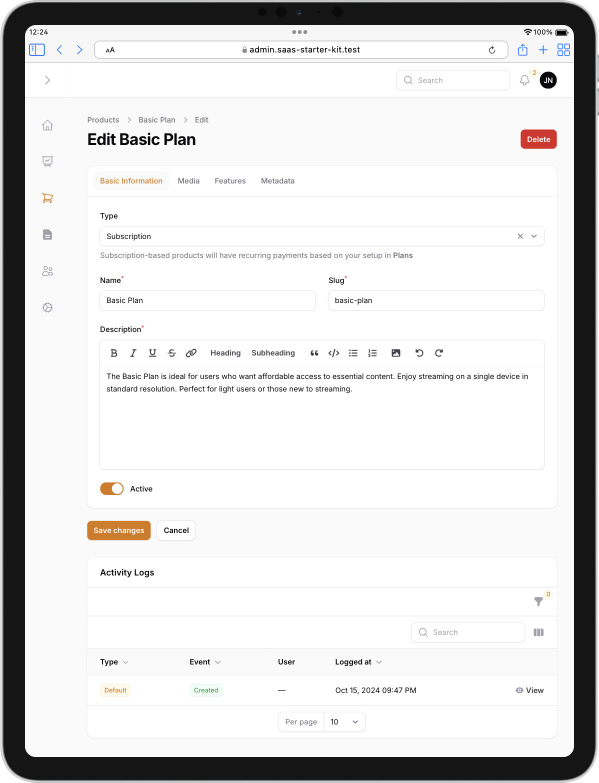 12:24
100%
AA
admin.saas-starter-kit.test
Search
2
JN
Products > Basic Plan > Edit
Edit Basic Plan
Delete
Basic Information Media Features Metadata
Type
Subscription
Subscription-based products will have recurring payments based on your setup in Plans
Name* Slug*
Basic Plan basic-plan
Description*
B I U S Heading Subheading
The Basic Plan is ideal for users who want affordable access to essential content. Enjoy streaming on a single device in
standard resolution. Perfect for light users or those new to streaming.
Active
Save changes Cancel
Activity Logs
0
Search
Type Event User Logged at
Default Created — Oct 15, 2024 09:47 PM View
Per page 10